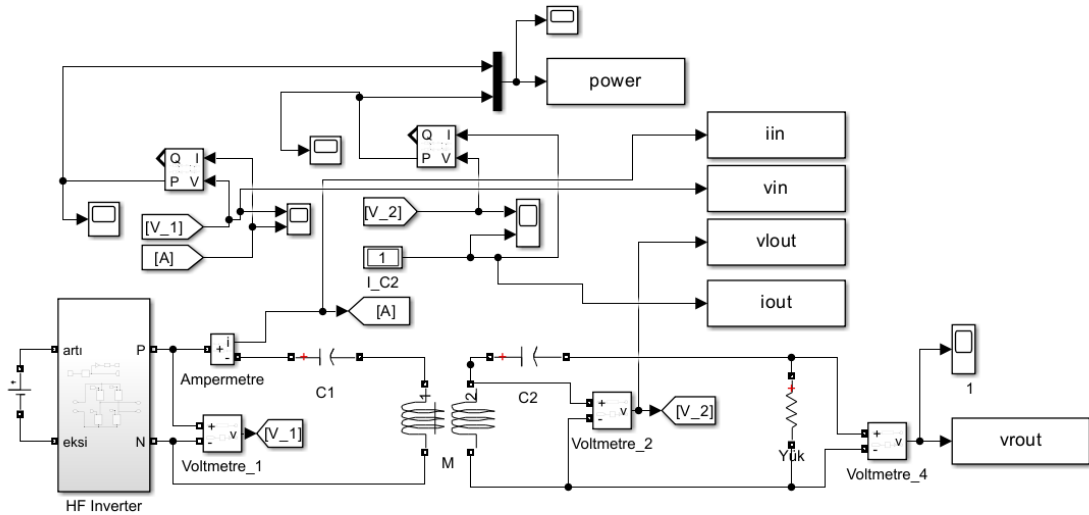 power
iin
Q I
P V
Q I
P V
vin
[V_1]
[V_2]
vlout
[A]
1
I_C2
iout
[A]
artı
P
i
-
+
Ampermetre
C1
1
2
C2
1
+
-
v
[V_1]
+
-
v
[V_2]
+
-
v
vrout
eksi
N
Voltmetre_1
M
Voltmetre_2
Yük
Voltmetre_4
HF Inverter